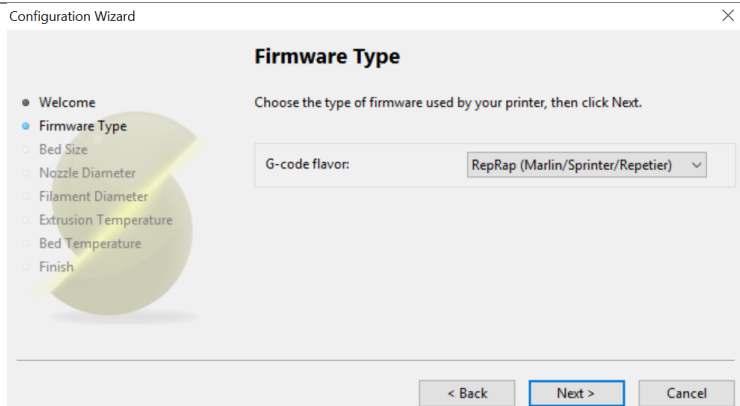 Configuration Wizard
Firmware Type
Welcome
Firmware Type
Bed Size
Nozzle Diameter
Filament Diameter
Extrusion Temperature
Bed Temperature
Finish
Choose the type of firmware used by your printer, then click Next.
G-code flavor:
RepRap (Marlin/Sprinter/Repetier)
< Back
Next >
Cancel